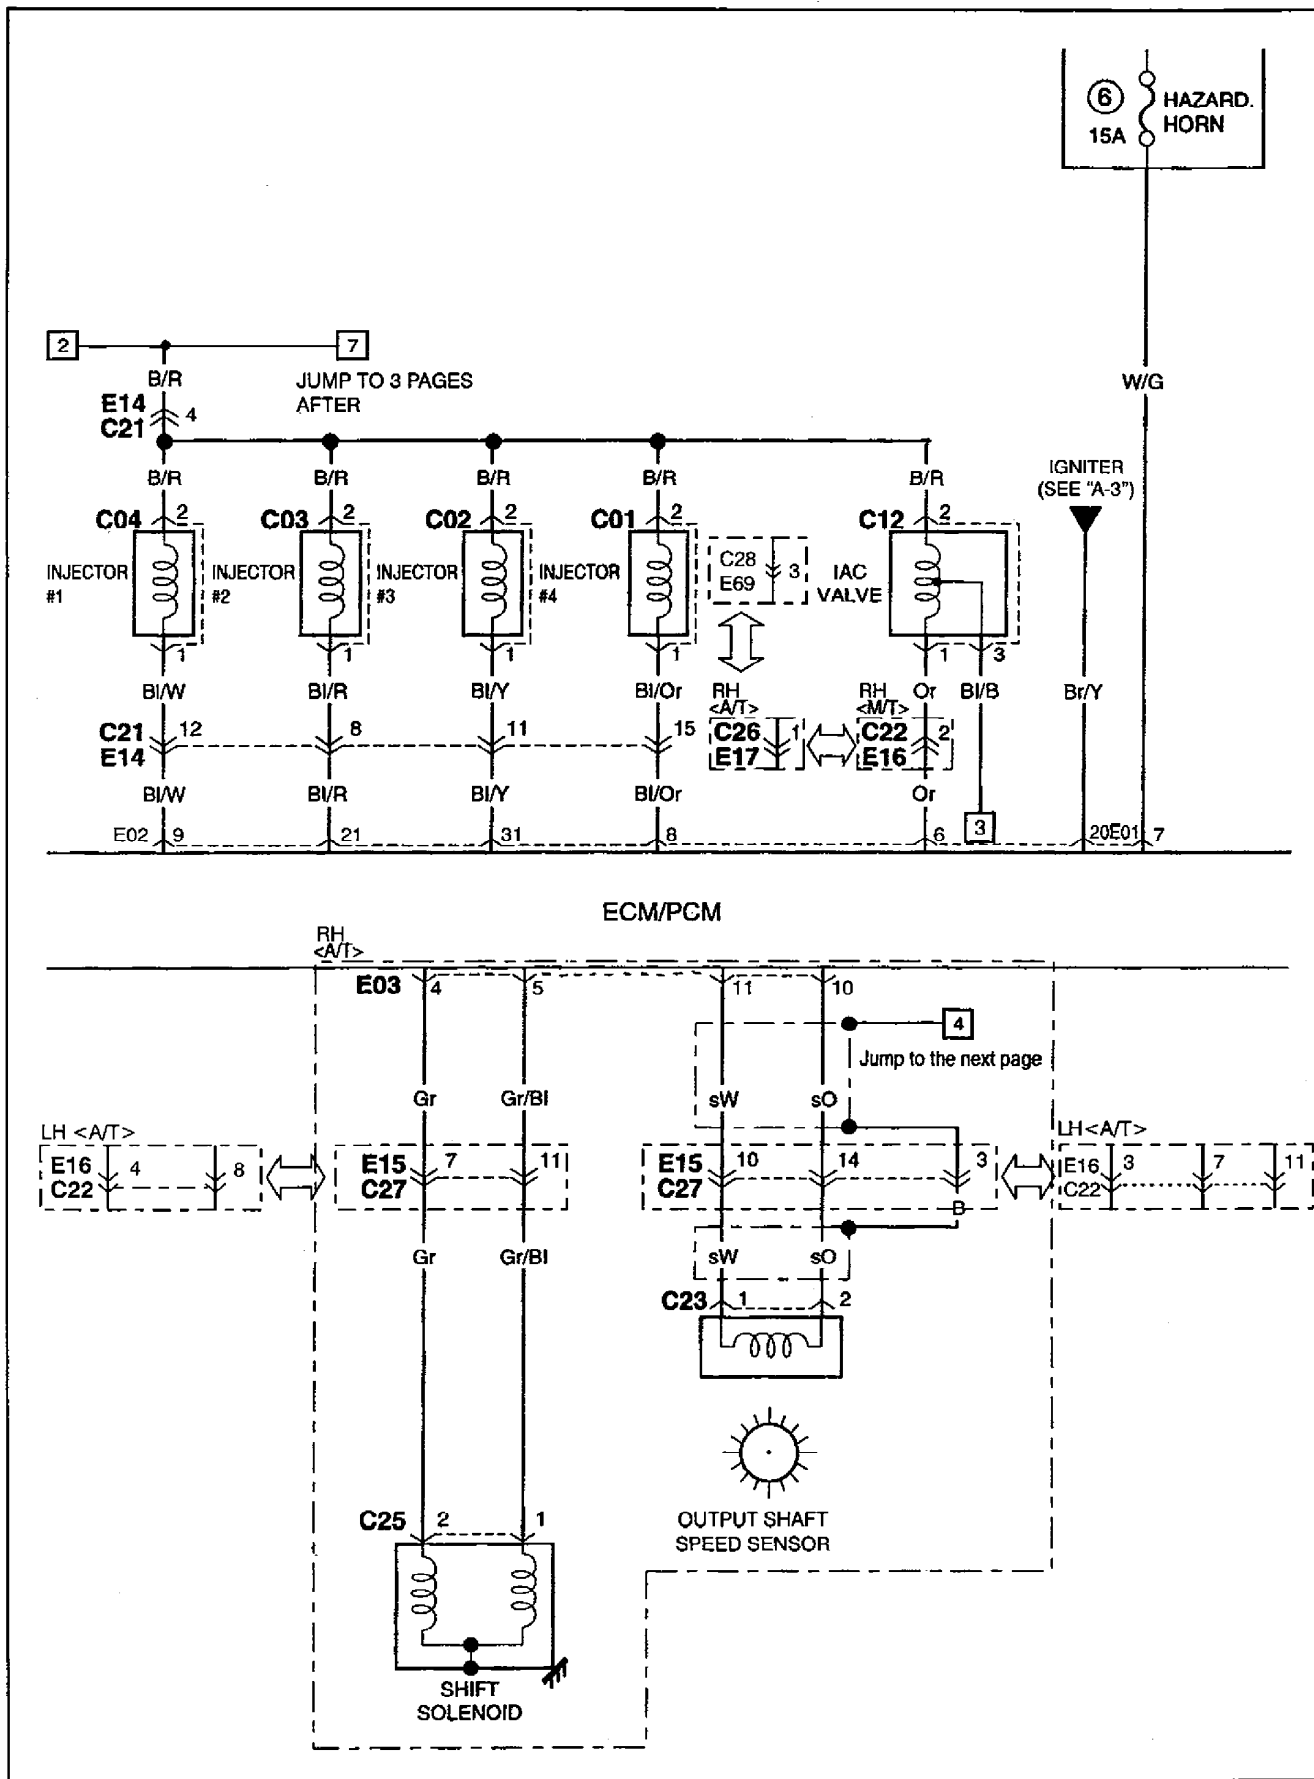 6
HAZARD.
15A
HORN
2
7
B/R
JUMP TO 3 PAGES
AFTER
W/G
E14
4
C21
B/R B/R B/R B/R B/R
IGNITER
(SEE "A-3")
C04 2 C03 2 C02 2 C01 2 C12 2
INJECTOR
#1
INJECTOR
#2
INJECTOR
#3
INJECTOR
#4
C28
E69
3
IAC
VALVE
1 1 1 1 1 3
Bl/W Bl/R Bl/Y Bl/Or
RH
<A/T>
RH
<M/T>
Or Bl/B Br/Y
C21 12 8 11 15
E14
C26 1
E17
C22 2
E16
Bl/W Bl/R Bl/Y Bl/Or Or
3
E02 9 21 31 8 6 20 E01 7
ECM/PCM
RH
<A/T>
E03 4 5 11 10
4
Jump to the next page
Gr Gr/Bl sW sO
LH <A/T>
E16 4 8
C22
E15 7 11
C27
E15 10 14 3
C27
B
LH<A/T>
E16 3 7 11
C22
Gr Gr/Bl sW sO
C23 1 2
OUTPUT SHAFT
SPEED SENSOR
C25 2 1
SHIFT
SOLENOID